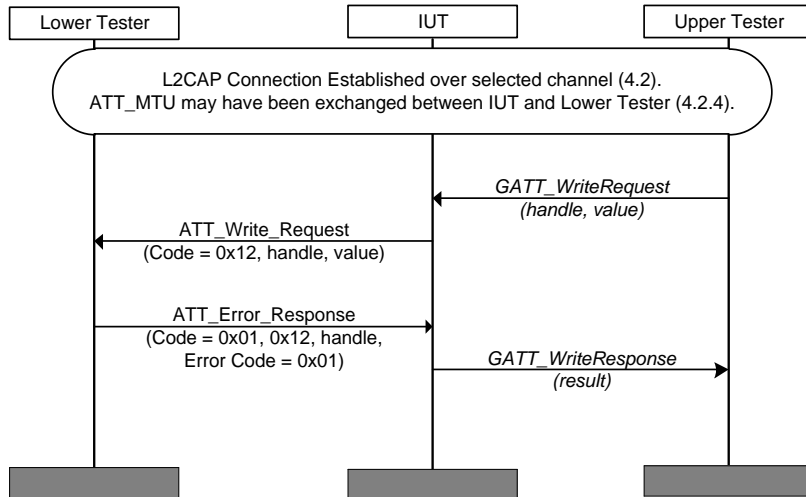 Lower Tester
IUT
Upper Tester
L2CAP Connection Established over selected channel (4.2).
ATT_MTU may have been exchanged between IUT and Lower Tester (4.2.4).
GATT_WriteRequest
(handle, value)
ATT_Write_Request
(Code = 0x12, handle, value)
ATT_Error_Response
(Code = 0x01, 0x12, handle,
Error Code = 0x01)
GATT_WriteResponse
(result)